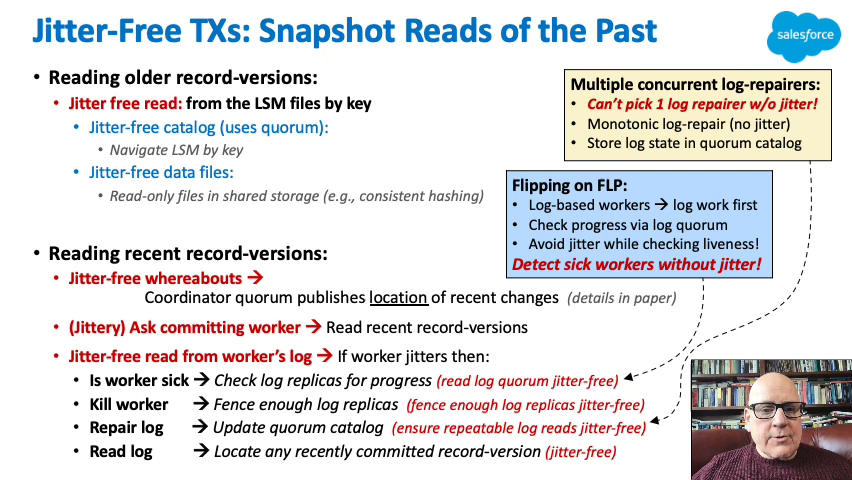 Jitter-Free TXs: Snapshot Reads of the Past
salesforce
• Reading older record-versions:
• Jitter free read: from the LSM files by key
• Jitter-free catalog (uses quorum):
• Navigate LSM by key
• Jitter-free data files:
• Read-only files in shared storage (e.g., consistent hashing)
Multiple concurrent log-repairers:
• Can't pick 1 log repairer w/o jitter!
• Monotonic log-repair (no jitter)
• Store log state in quorum catalog
Flipping on FLP:
• Log-based workers → log work first
• Check progress via log quorum
• Avoid jitter while checking liveness!
Detect sick workers without jitter!
• Reading recent record-versions:
• Jitter-free whereabouts →
Coordinator quorum publishes location of recent changes (details in paper)
• (Jittery) Ask committing worker → Read recent record-versions
• Jitter-free read from worker's log → If worker jitters then:
• Is worker sick → Check log replicas for progress (read log quorum jitter-free)
• Kill worker → Fence enough log replicas (fence enough log replicas jitter-free)
• Repair log → Update quorum catalog (ensure repeatable log reads jitter-free)
• Read log → Locate any recently committed record-version (jitter-free)